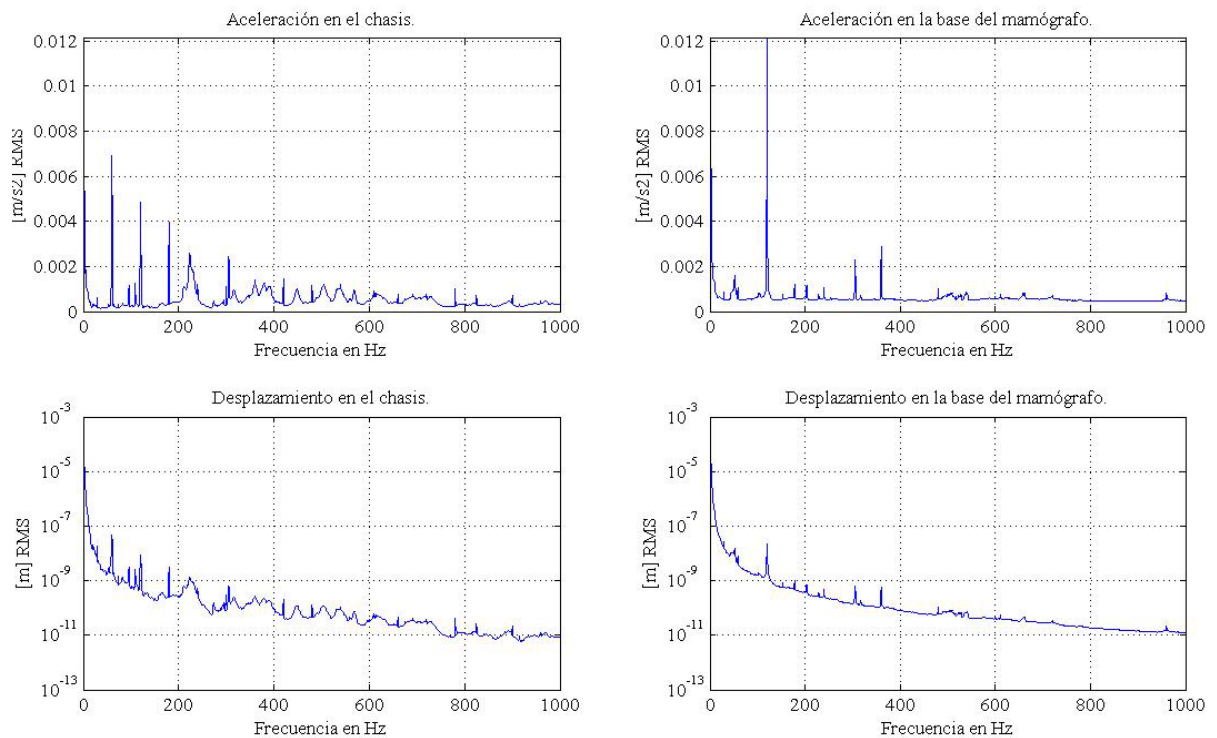 Aceleración en el chasis.
0.012
0.01
0.008
0.006
0.004
0.002
0
[m/s2] RMS
0 200 400 600 800 1000
Frecuencia en Hz
Aceleración en la base del mamógrafo.
0.012
0.01
0.008
0.006
0.004
0.002
0
[m/s2] RMS
0 200 400 600 800 1000
Frecuencia en Hz
Desplazamiento en el chasis.
10^-3
10^-5
10^-7
10^-9
10^-11
10^-13
[m] RMS
0 200 400 600 800 1000
Frecuencia en Hz
Desplazamiento en la base del mamógrafo.
10^-3
10^-5
10^-7
10^-9
10^-11
10^-13
[m] RMS
0 200 400 600 800 1000
Frecuencia en Hz